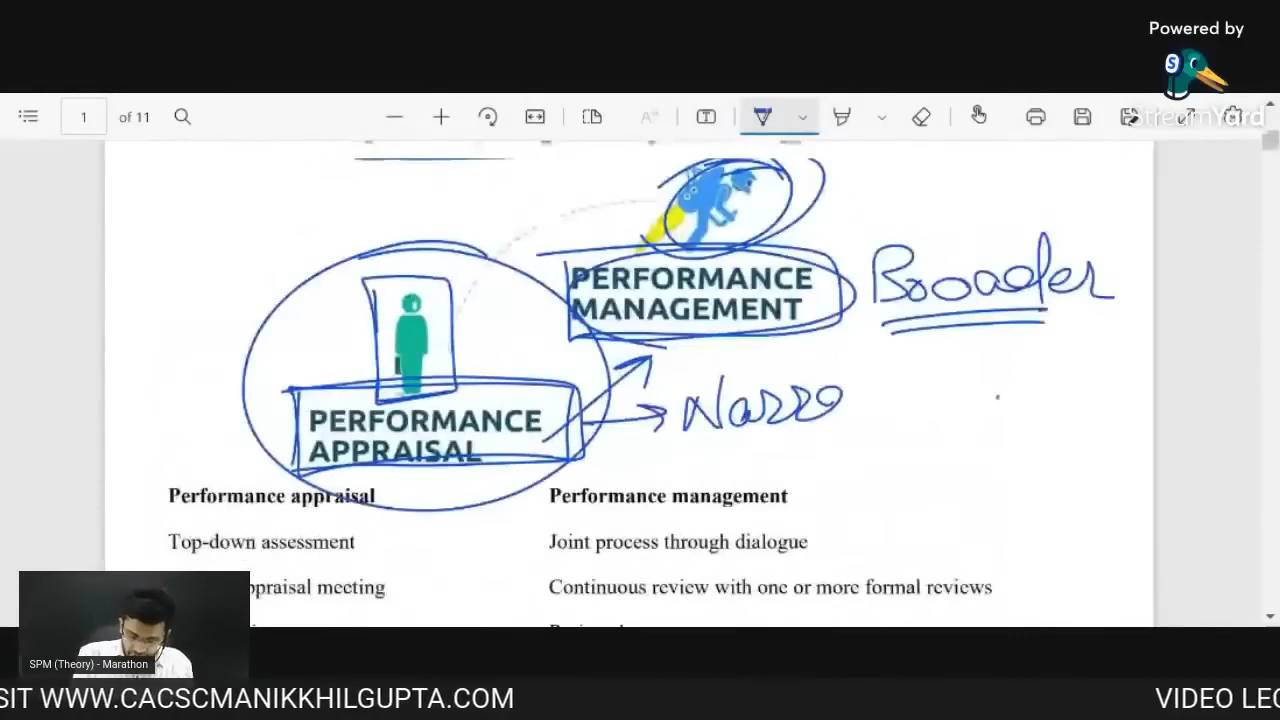 Powered by
StreamYard
1 of 11
PERFORMANCE
MANAGEMENT
Broader
Narro
PERFORMANCE
APPRAISAL
Performance appraisal Performance management
Top-down assessment Joint process through dialogue
ppraisal meeting Continuous review with one or more formal reviews
SPM (Theory) - Marathon
SIT WWW.CACSCMANIKKHILGUPTA.COM VIDEO LEC